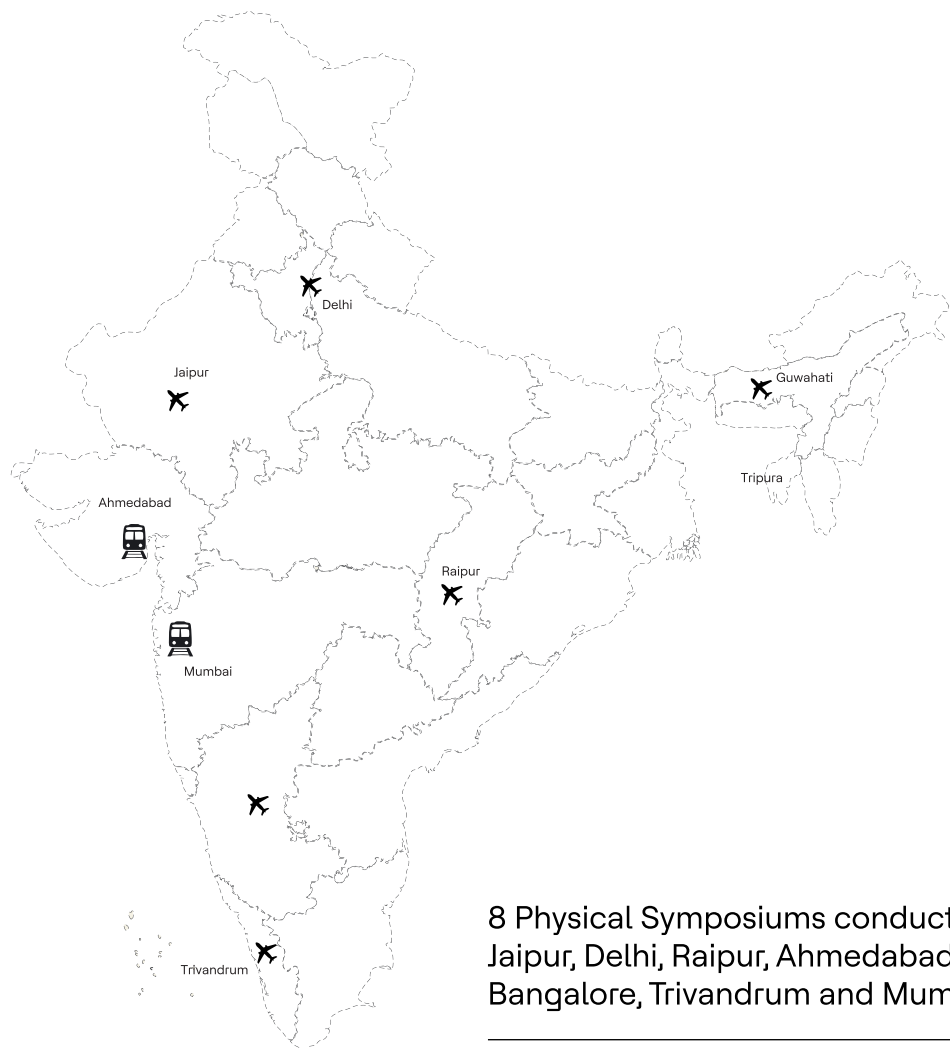 Delhi
Jaipur
Guwahati
Tripura
Ahmedabad
Raipur
Mumbai
Trivandrum
8 Physical Symposiums conduct
Jaipur, Delhi, Raipur, Ahmedabad
Bangalore, Trivandrum and Mum